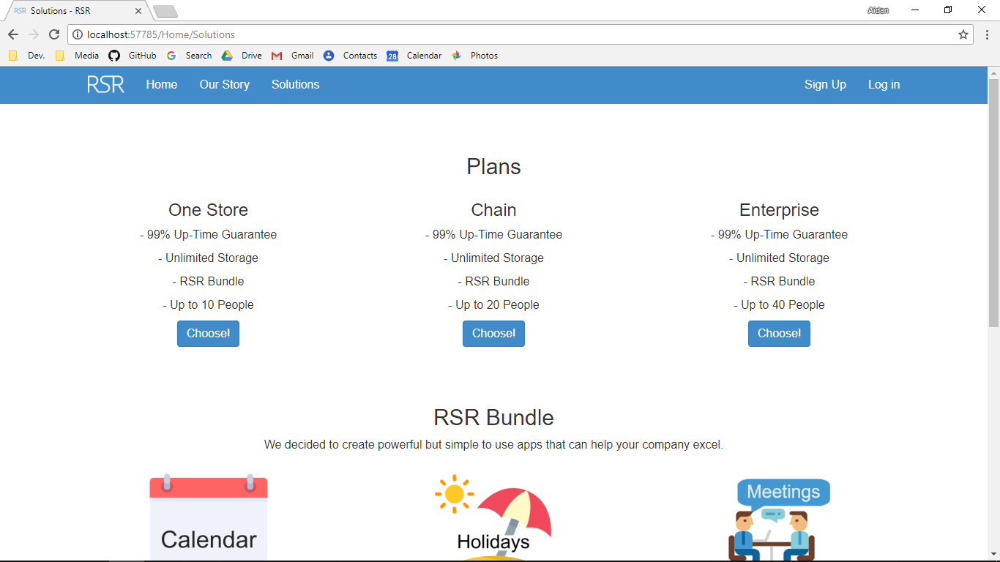 RSR Solutions - RSR
Aidan
localhost:57785/Home/Solutions
Dev. Media GitHub Search Drive Gmail 28 Calendar Contacts Photos
RSR Home Our Story Solutions Sign Up Log in
Plans
One Store
- 99% Up-Time Guarantee
- Unlimited Storage
- RSR Bundle
- Up to 10 People
Choose!
Chain
- 99% Up-Time Guarantee
- Unlimited Storage
- RSR Bundle
- Up to 20 People
Choose!
Enterprise
- 99% Up-Time Guarantee
- Unlimited Storage
- RSR Bundle
- Up to 40 People
Choose!
RSR Bundle
We decided to create powerful but simple to use apps that can help your company excel.
Calendar
Holidays
Meetings